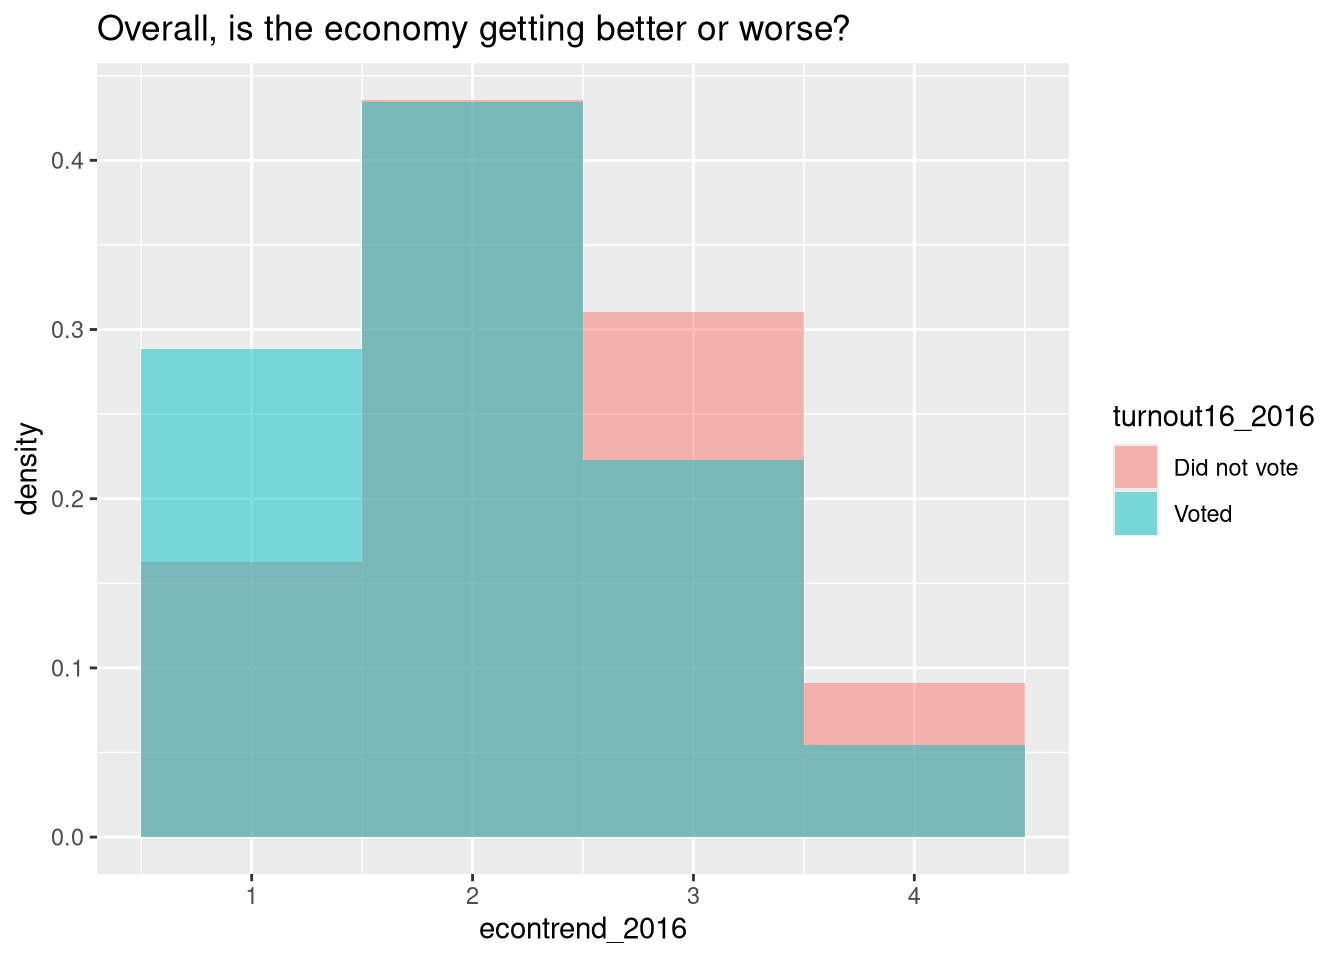 Overall, is the economy getting better or worse?
0.4
0.3
0.2
0.1
0.0
density
1 2 3 4
econtrend_2016
turnout16_2016
Did not vote
Voted